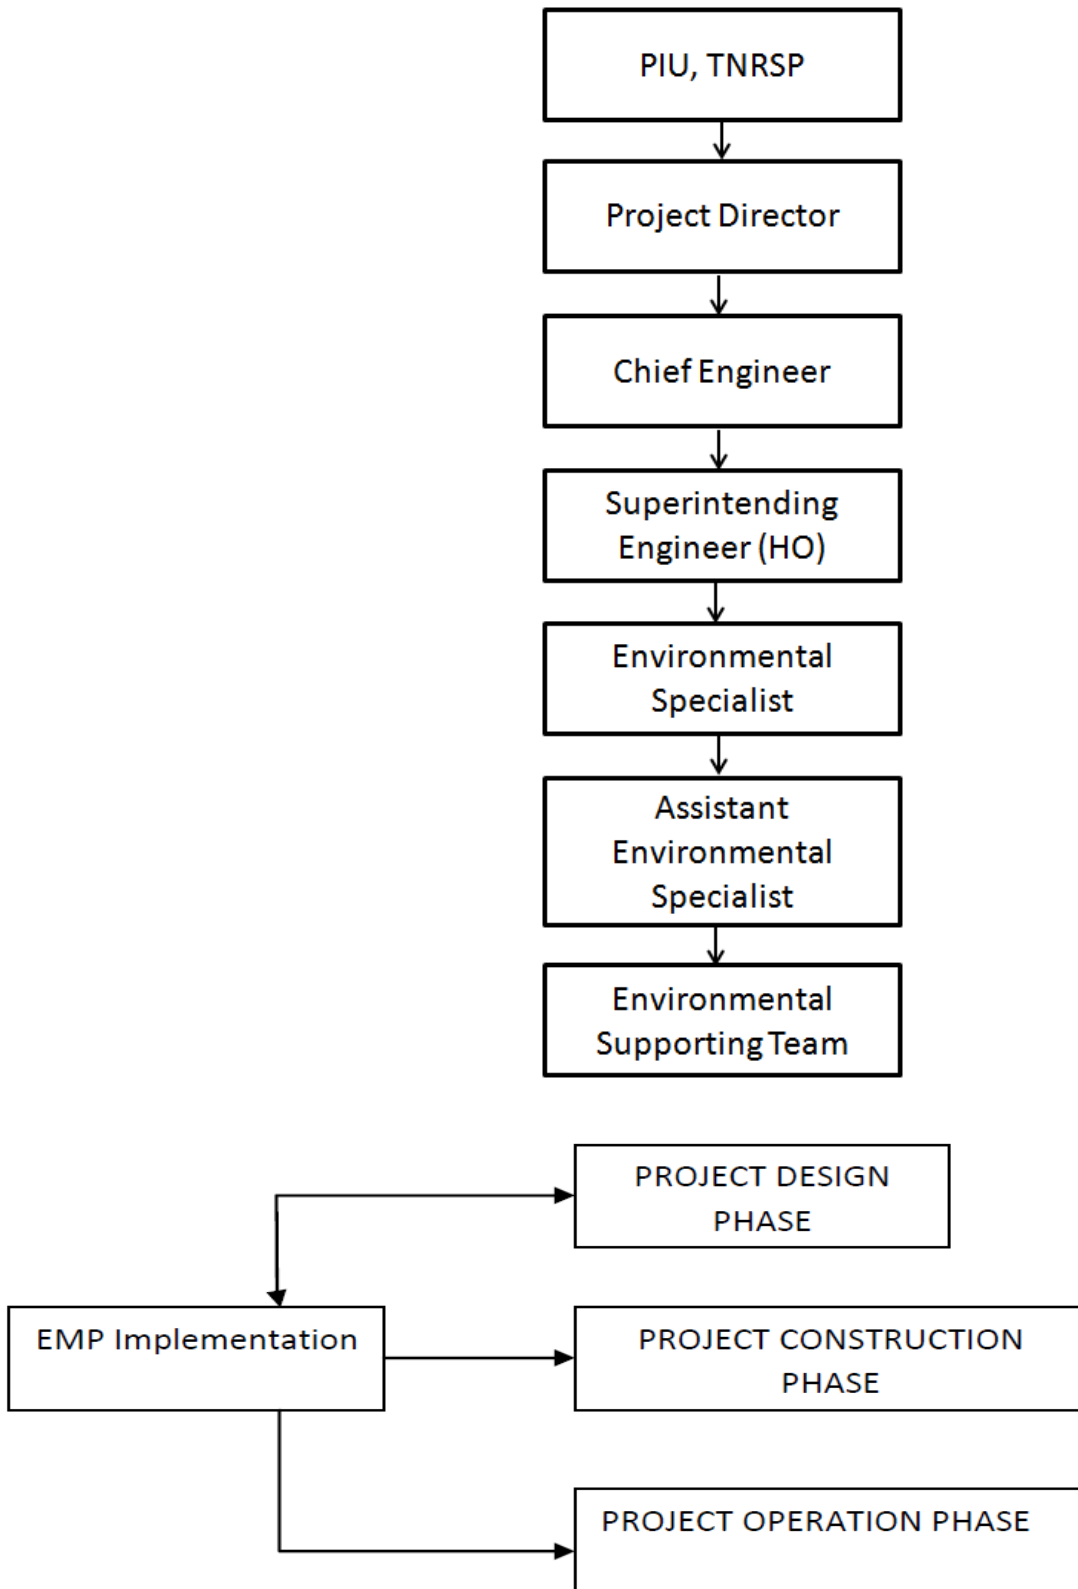 PIU, TNRSP
Project Director
Chief Engineer
Superintending
Engineer (HO)
Environmental
Specialist
Assistant
Environmental
Specialist
Environmental
Supporting Team
PROJECT DESIGN
PHASE
EMP Implementation
PROJECT CONSTRUCTION
PHASE
PROJECT OPERATION PHASE